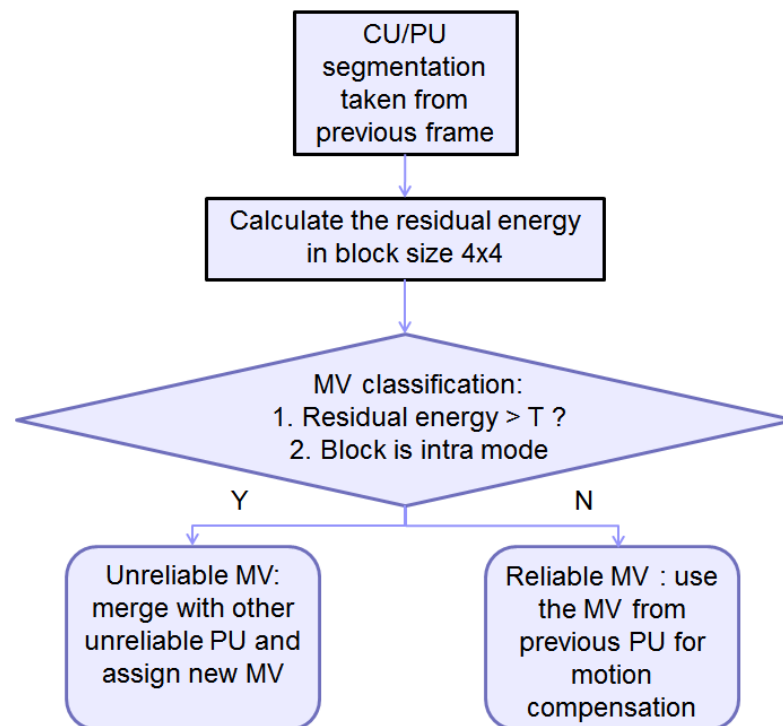 CU/PU
segmentation
taken from
previous frame
Calculate the residual energy
in block size 4x4
MV classification:
1. Residual energy > T ?
2. Block is intra mode
Y
N
Unreliable MV:
merge with other
unreliable PU and
assign new MV
Reliable MV : use
the MV from
previous PU for
motion
compensation